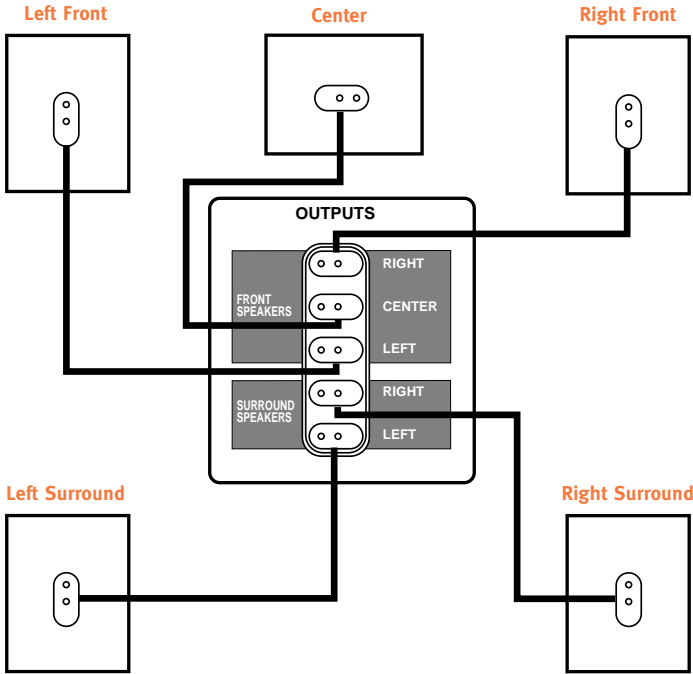 Left Front
Center
Right Front
OUTPUTS
RIGHT
FRONT
SPEAKERS
CENTER
LEFT
RIGHT
SURROUND
SPEAKERS
LEFT
Left Surround
Right Surround